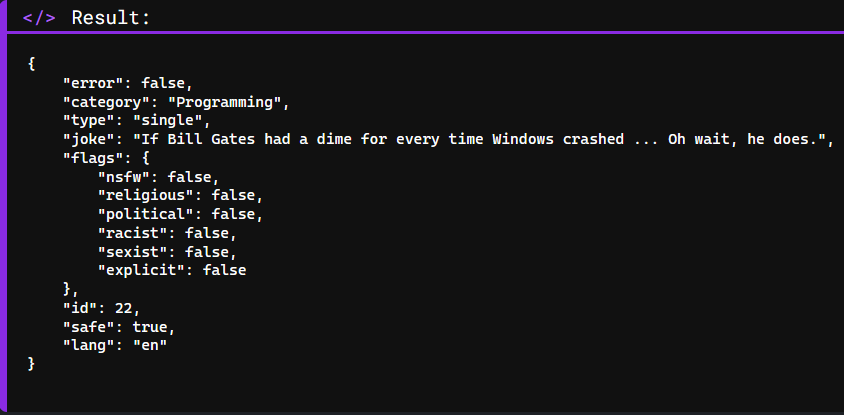 </> Result:
{
    "error": false,
    "category": "Programming",
    "type": "single",
    "joke": "If Bill Gates had a dime for every time Windows crashed ... Oh wait, he does.",
    "flags": {
        "nsfw": false,
        "religious": false,
        "political": false,
        "racist": false,
        "sexist": false,
        "explicit": false
    },
    "id": 22,
    "safe": true,
    "lang": "en"
}